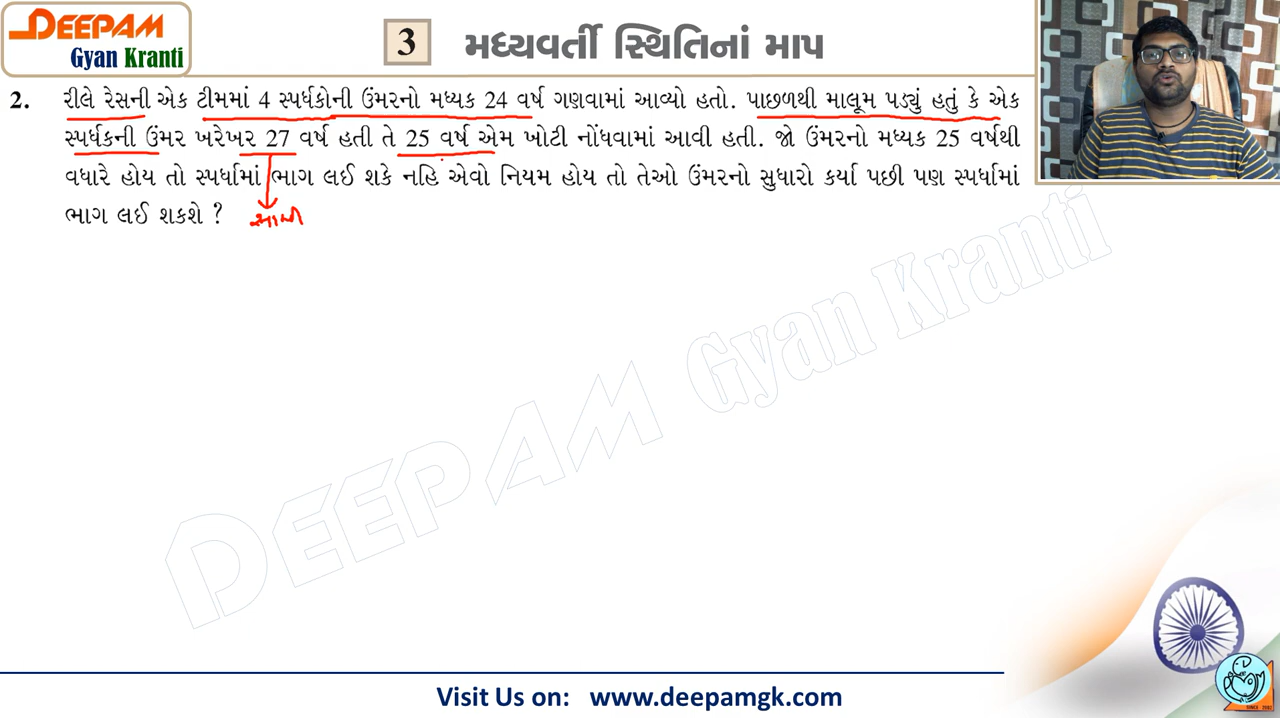 DEEPAM
Gyan Kranti
3 મધ્યવર્તી સ્થિતિનાં માપ
2. રીલે રેસની એક ટીમમાં 4 સ્પર્ધકોની ઉંમરનો મધ્યક 24 વર્ષ ગણવામાં આવ્યો હતો. પાછળથી માલૂમ પડ્યું હતું કે એક
સ્પર્ધકની ઉંમર ખરેખર 27 વર્ષ હતી તે 25 વર્ષ એમ ખોટી નોંધવામાં આવી હતી. જો ઉંમરનો મધ્યક 25 વર્ષથી
વધારે હોય તો સ્પર્ધામાં ભાગ લઈ શકે નહિ એવો નિયમ હોય તો તેઓ ઉંમરનો સુધારો કર્યા પછી પણ સ્પર્ધામાં
ભાગ લઈ શકશે ?
DEEPAM Gyan Kranti
Visit Us on: www.deepamgk.com